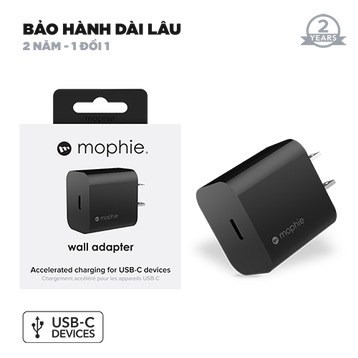 BẢO HÀNH DÀI LÂU
2 NĂM - 1 ĐỔI 1
2
YEARS
mophie.
mophie
wall adapter
Accelerated charging for USB-C devices
Chargement accéléré pour les appareils USB-C
USB-C
DEVICES